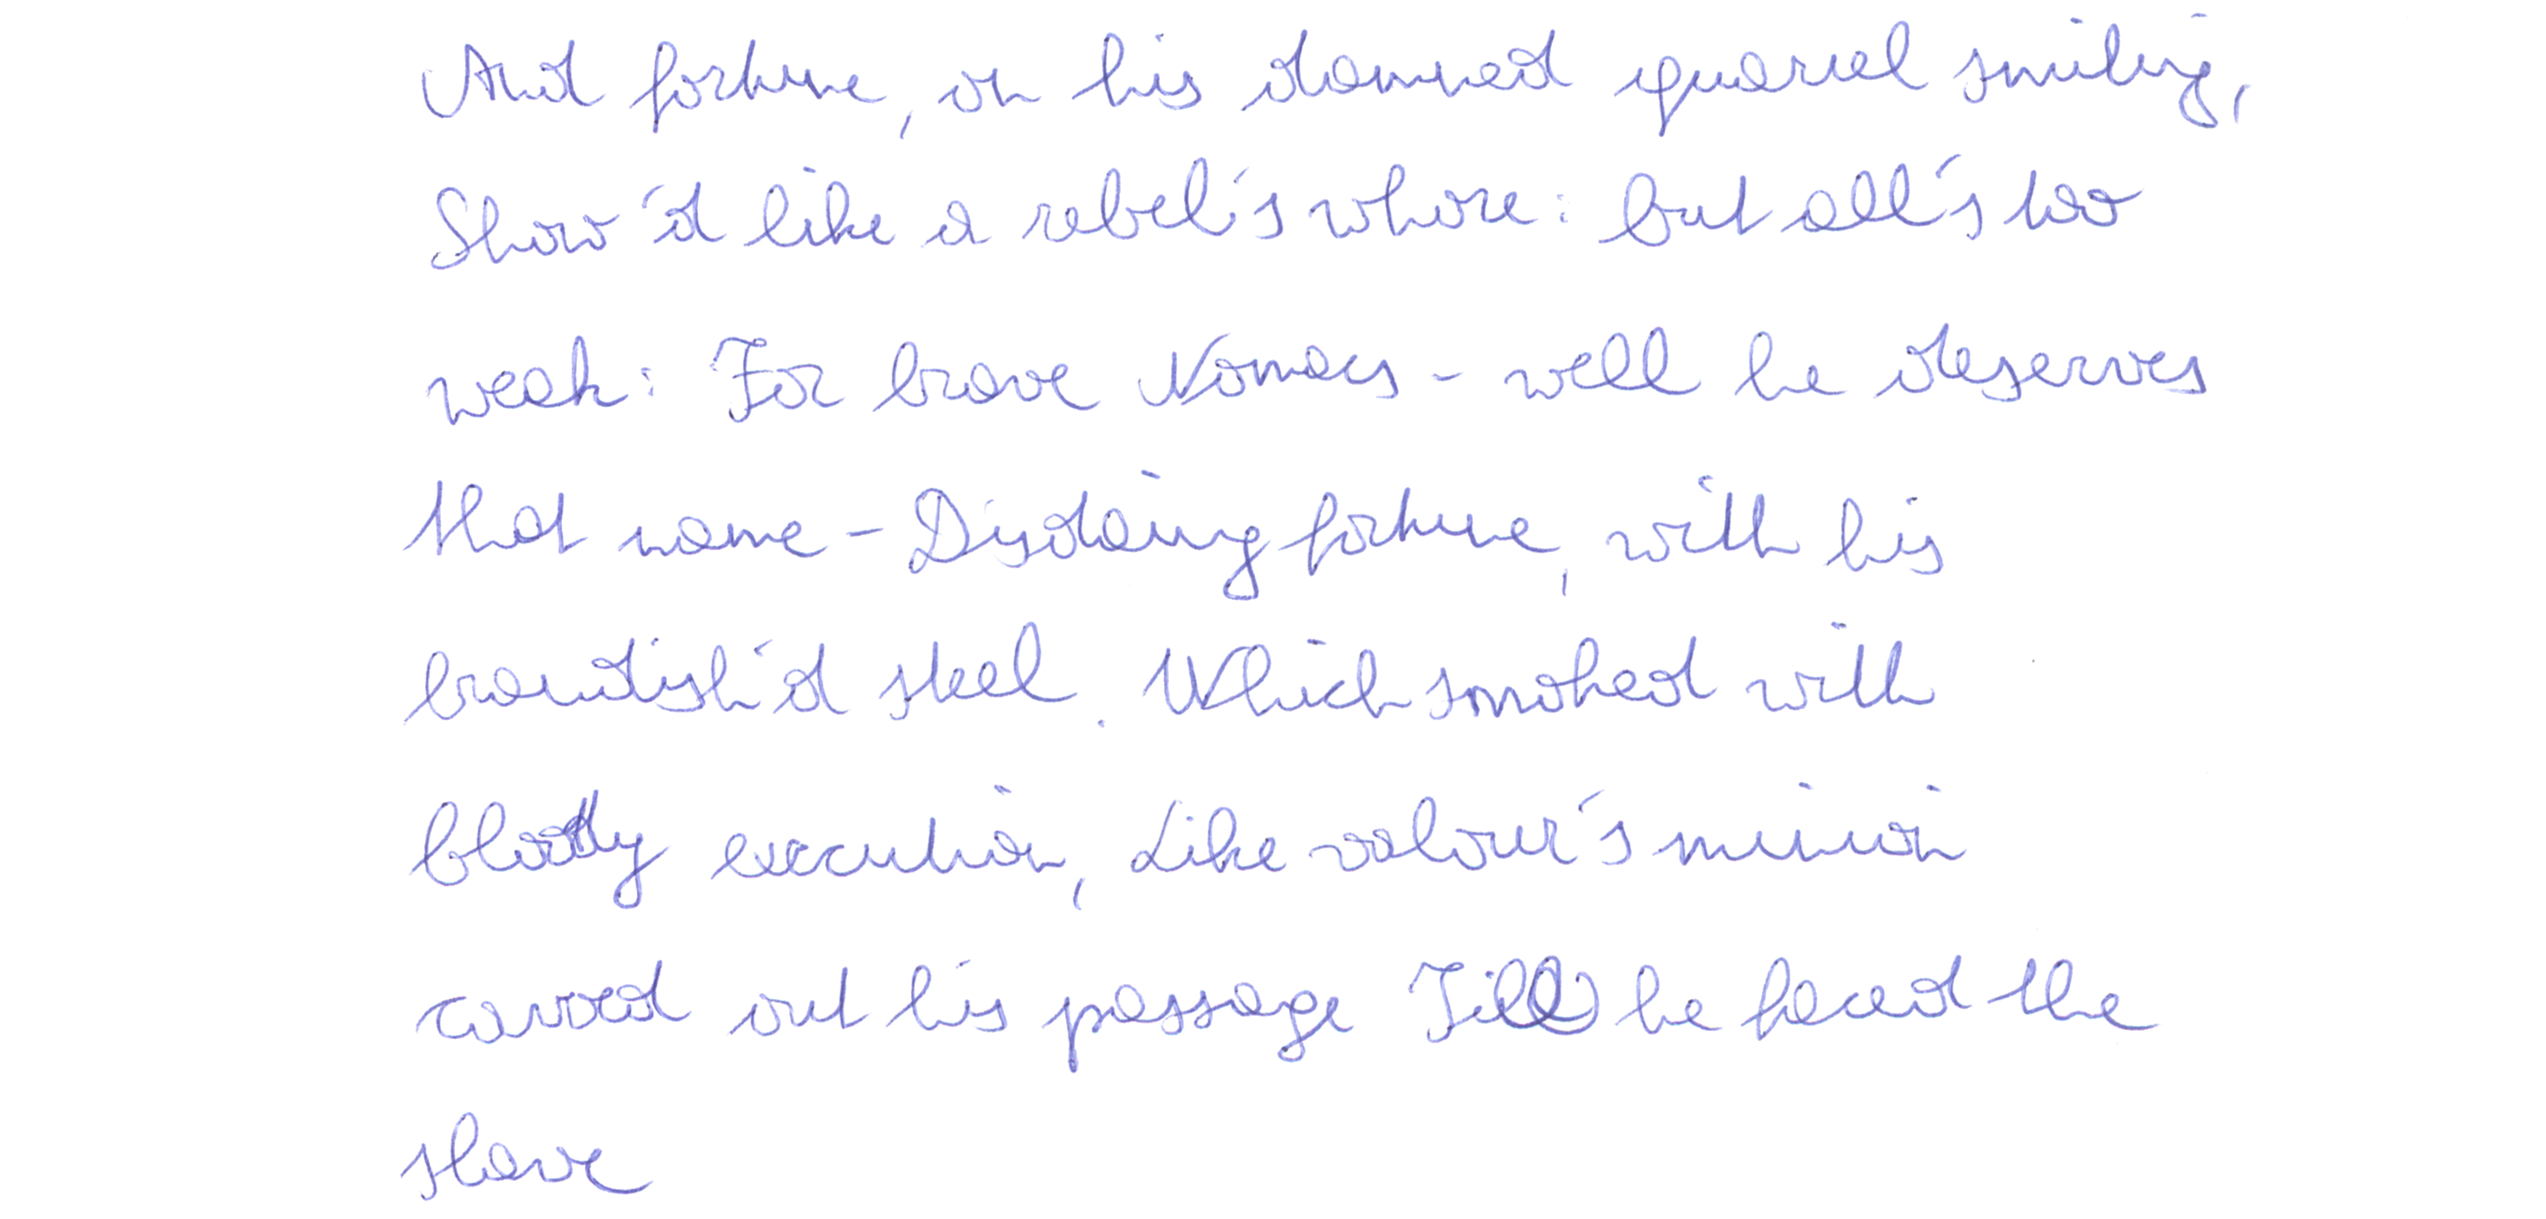 And fortune, on his damned quarrel smiling,
Show'd like a rebel's whore: but all's too
weak: For brave Nomacs - well he deserves
that name - Disdaing fortune, with his
brandish'd steel. Which smoked with
bloody execution, Like valour's minion
carved out his passage Till he faced the
slave